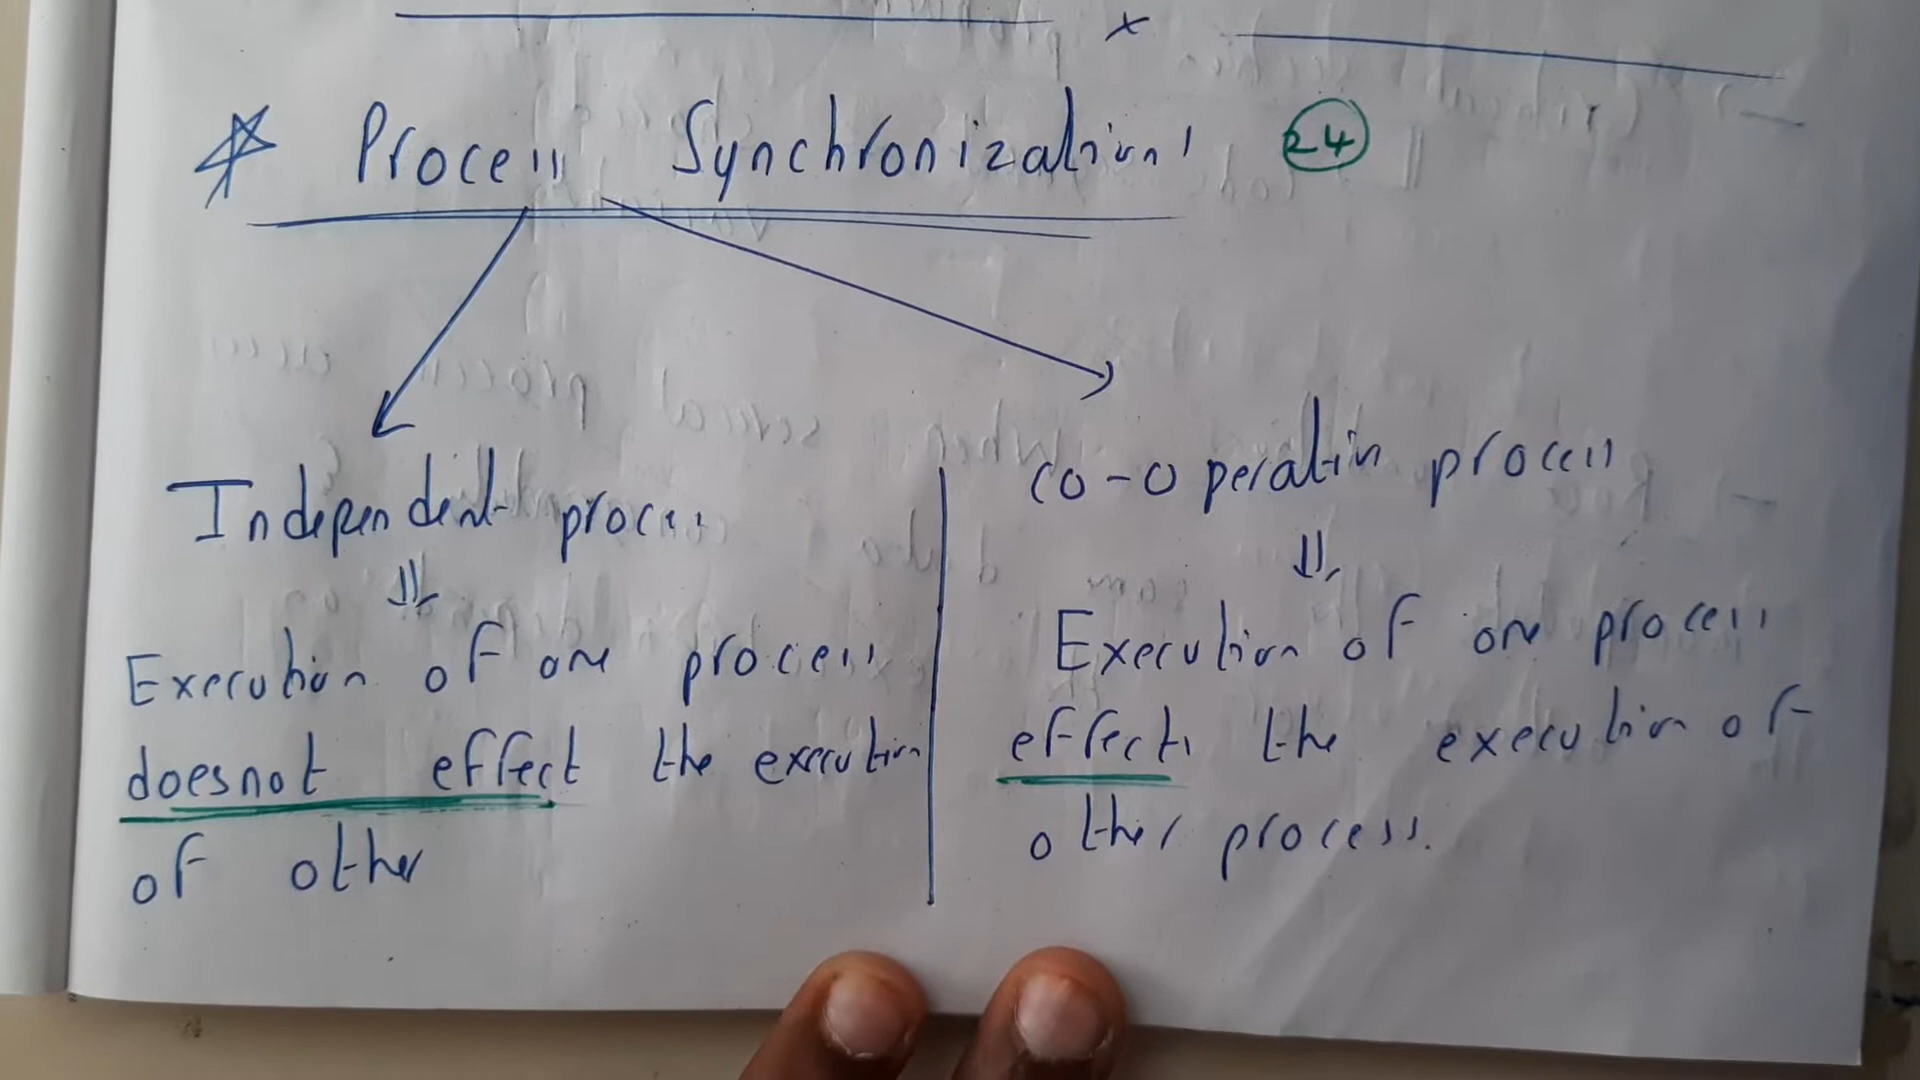 Process Synchronization: 24
Independent process
Execution of one process
doesnot effect the execution
of other
co-operatin process
Execution of one process
effects the execution of
other process.